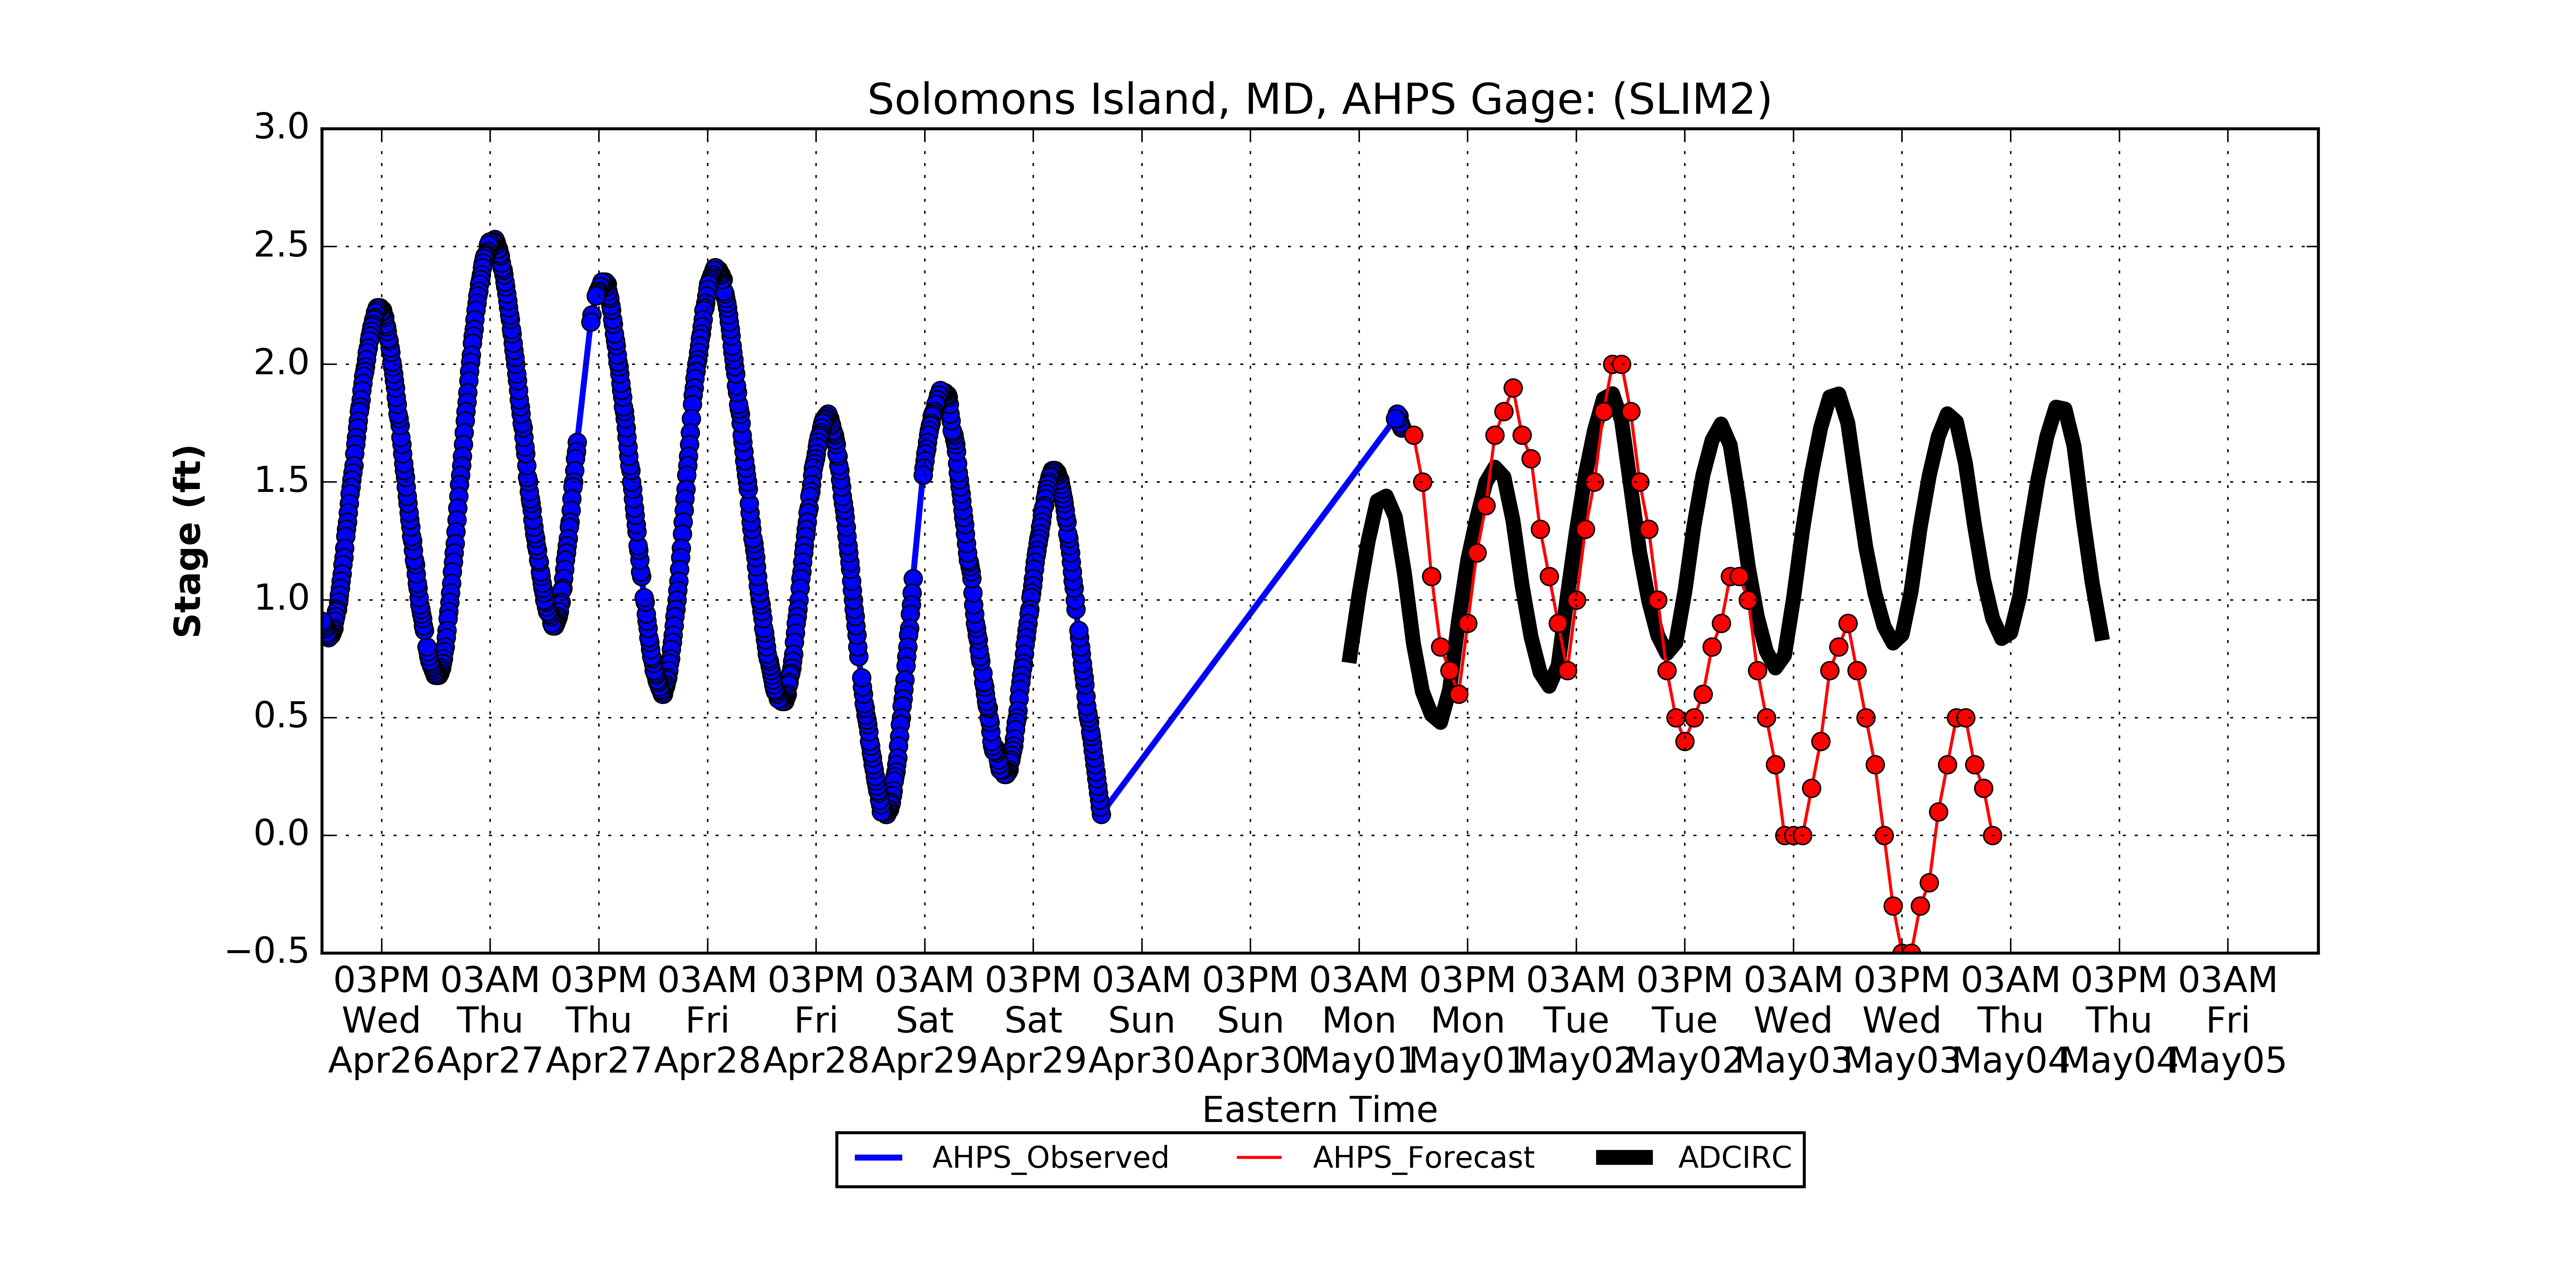 Solomons Island, MD, AHPS Gage: (SLIM2)
Stage (ft)
3.0
2.5
2.0
1.5
1.0
0.5
0.0
−0.5
03PM 03AM 03PM 03AM 03PM 03AM 03PM 03AM 03PM 03AM 03PM 03AM 03PM 03AM 03PM 03AM 03PM 03AM
Wed Thu Thu Fri Fri Sat Sat Sun Sun Mon Mon Tue Tue Wed Wed Thu Thu Fri
Apr26 Apr27 Apr27 Apr28 Apr28 Apr29 Apr29 Apr30 Apr30 May01 May01 May02 May02 May03 May03 May04 May04 May05
Eastern Time
AHPS_Observed AHPS_Forecast ADCIRC